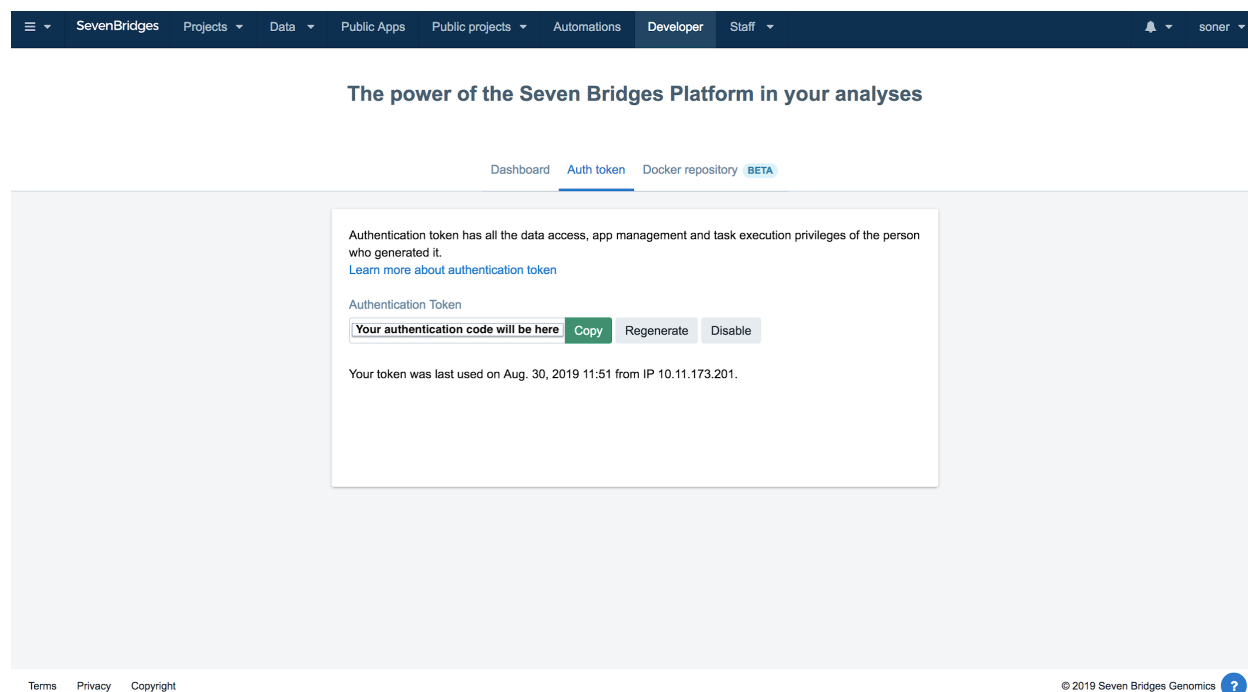 SevenBridges Projects Data Public Apps Public projects Automations Developer Staff soner
The power of the Seven Bridges Platform in your analyses
Dashboard Auth token Docker repository BETA
Authentication token has all the data access, app management and task execution privileges of the person
who generated it.
Learn more about authentication token
Authentication Token
Your authentication code will be here Copy Regenerate Disable
Your token was last used on Aug. 30, 2019 11:51 from IP 10.11.173.201.
Terms Privacy Copyright © 2019 Seven Bridges Genomics ?